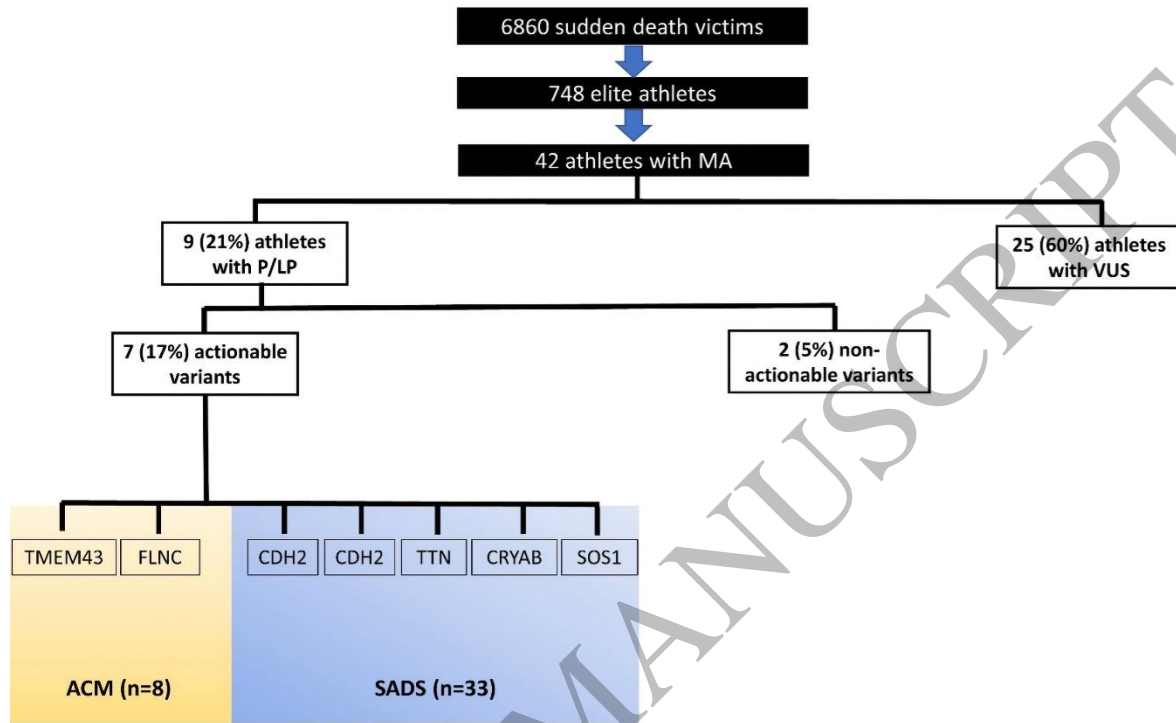 6860 sudden death victims
748 elite athletes
42 athletes with MA
9 (21%) athletes
with P/LP
25 (60%) athletes
with VUS
7 (17%) actionable
variants
2 (5%) non-
actionable variants
TMEM43
FLNC
CDH2
CDH2
TTN
CRYAB
SOS1
ACM (n=8)
SADS (n=33)
MANUSCRIPT